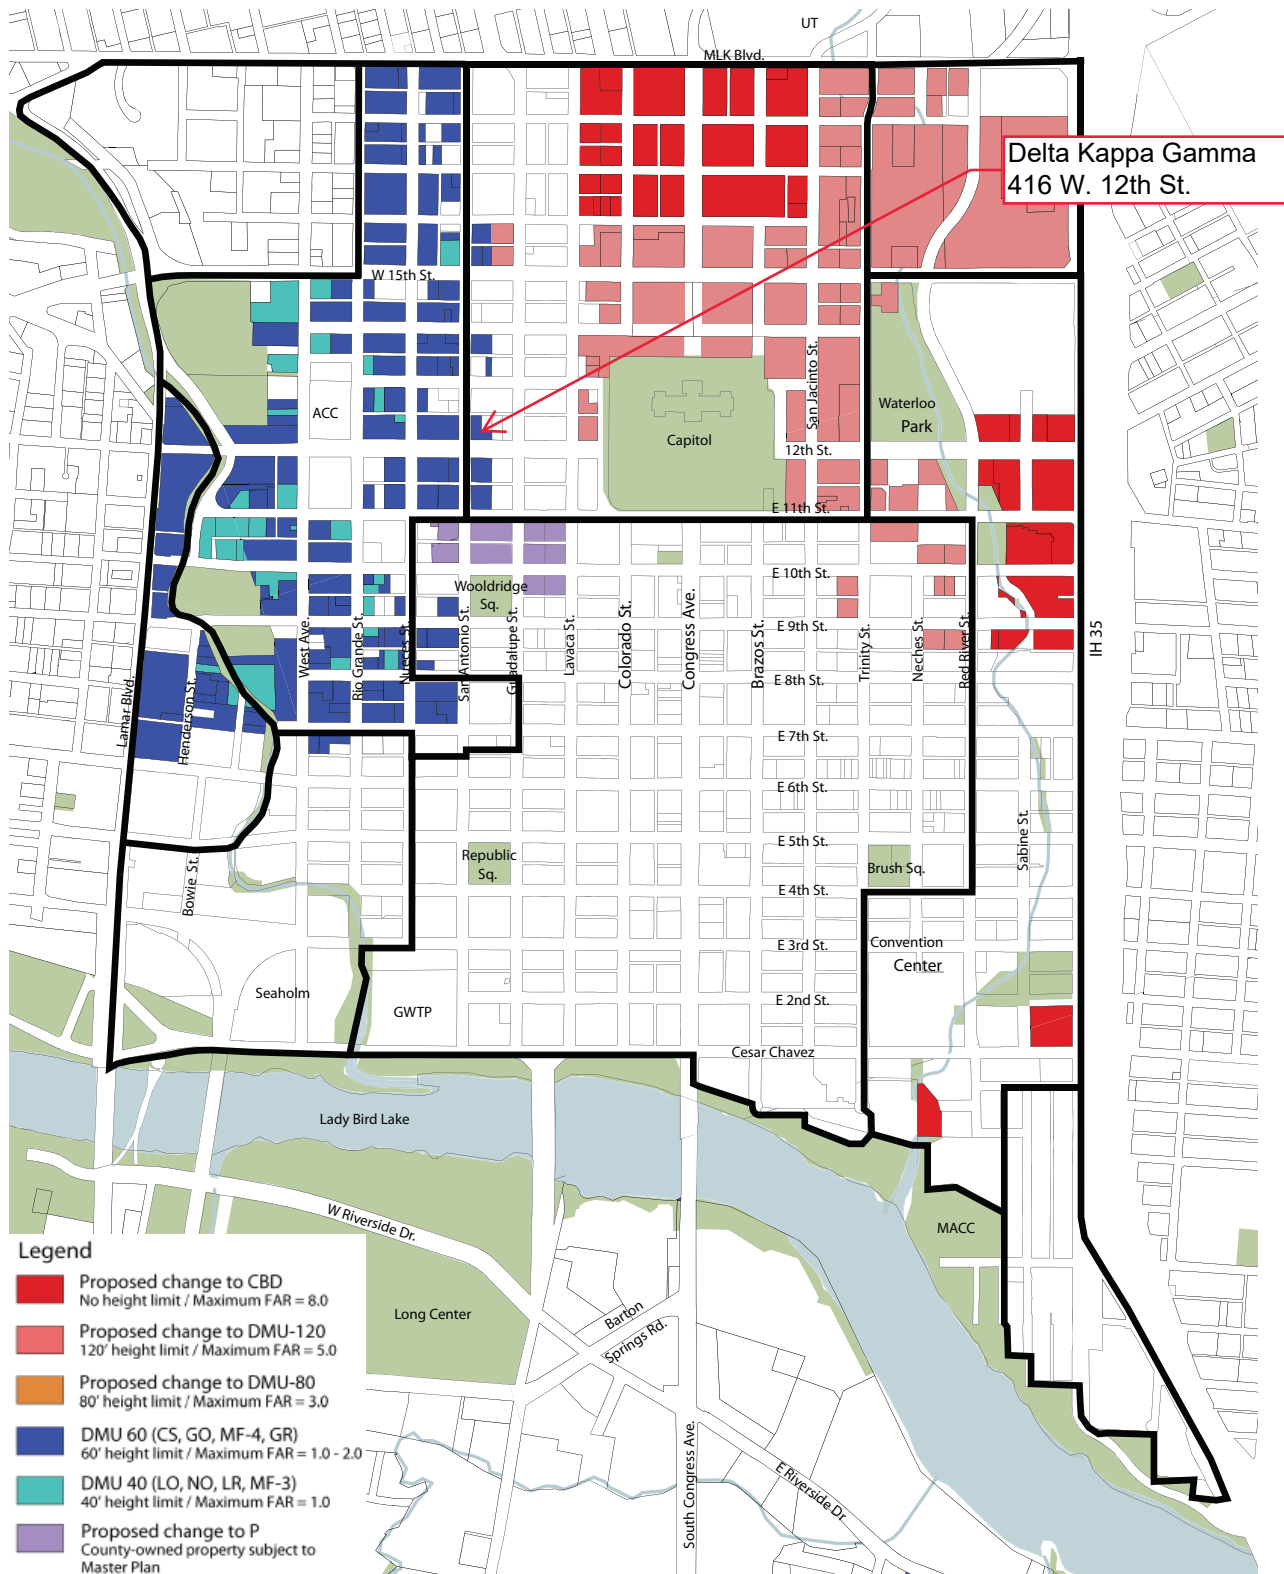 UT
MLK Blvd.
Delta Kappa Gamma
416 W. 12th St.
W 15th St.
San Jacinto St.
Waterloo
Park
ACC
Capitol
12th St.
E 11th St.
E 10th St.
Wooldridge
Sq.
E 9th St.
West Ave.
Rio Grande St.
Nueces St.
San Antonio St.
Guadalupe St.
Lavaca St.
Colorado St.
Congress Ave.
Brazos St.
Trinity St.
Neches St.
Red River St.
IH 35
E 8th St.
Lamar Blvd.
Henderson St.
E 7th St.
E 6th St.
E 5th St.
Sabine St.
Republic
Sq.
Brush Sq.
Bowie St.
E 4th St.
E 3rd St.
Convention
Center
Seaholm
GWTP
E 2nd St.
Cesar Chavez
Lady Bird Lake
W Riverside Dr.
MACC
Long Center
Barton
Springs Rd.
South Congress Ave.
E Riverside Dr.
Legend
Proposed change to CBD
No height limit / Maximum FAR = 8.0
Proposed change to DMU-120
120' height limit / Maximum FAR = 5.0
Proposed change to DMU-80
80' height limit / Maximum FAR = 3.0
DMU 60 (CS, GO, MF-4, GR)
60' height limit / Maximum FAR = 1.0 - 2.0
DMU 40 (LO, NO, LR, MF-3)
40' height limit / Maximum FAR = 1.0
Proposed change to P
County-owned property subject to
Master Plan